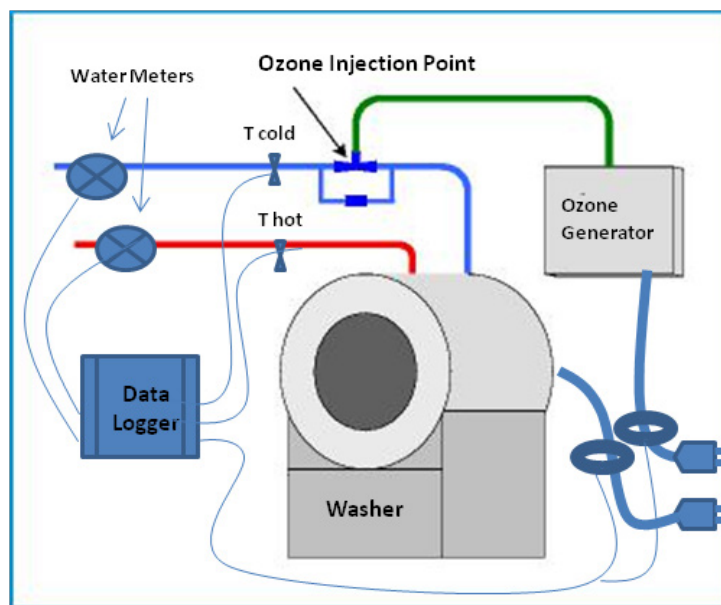 Ozone Injection Point
Water Meters
T cold
Ozone
Generator
T hot
Data
Logger
Washer